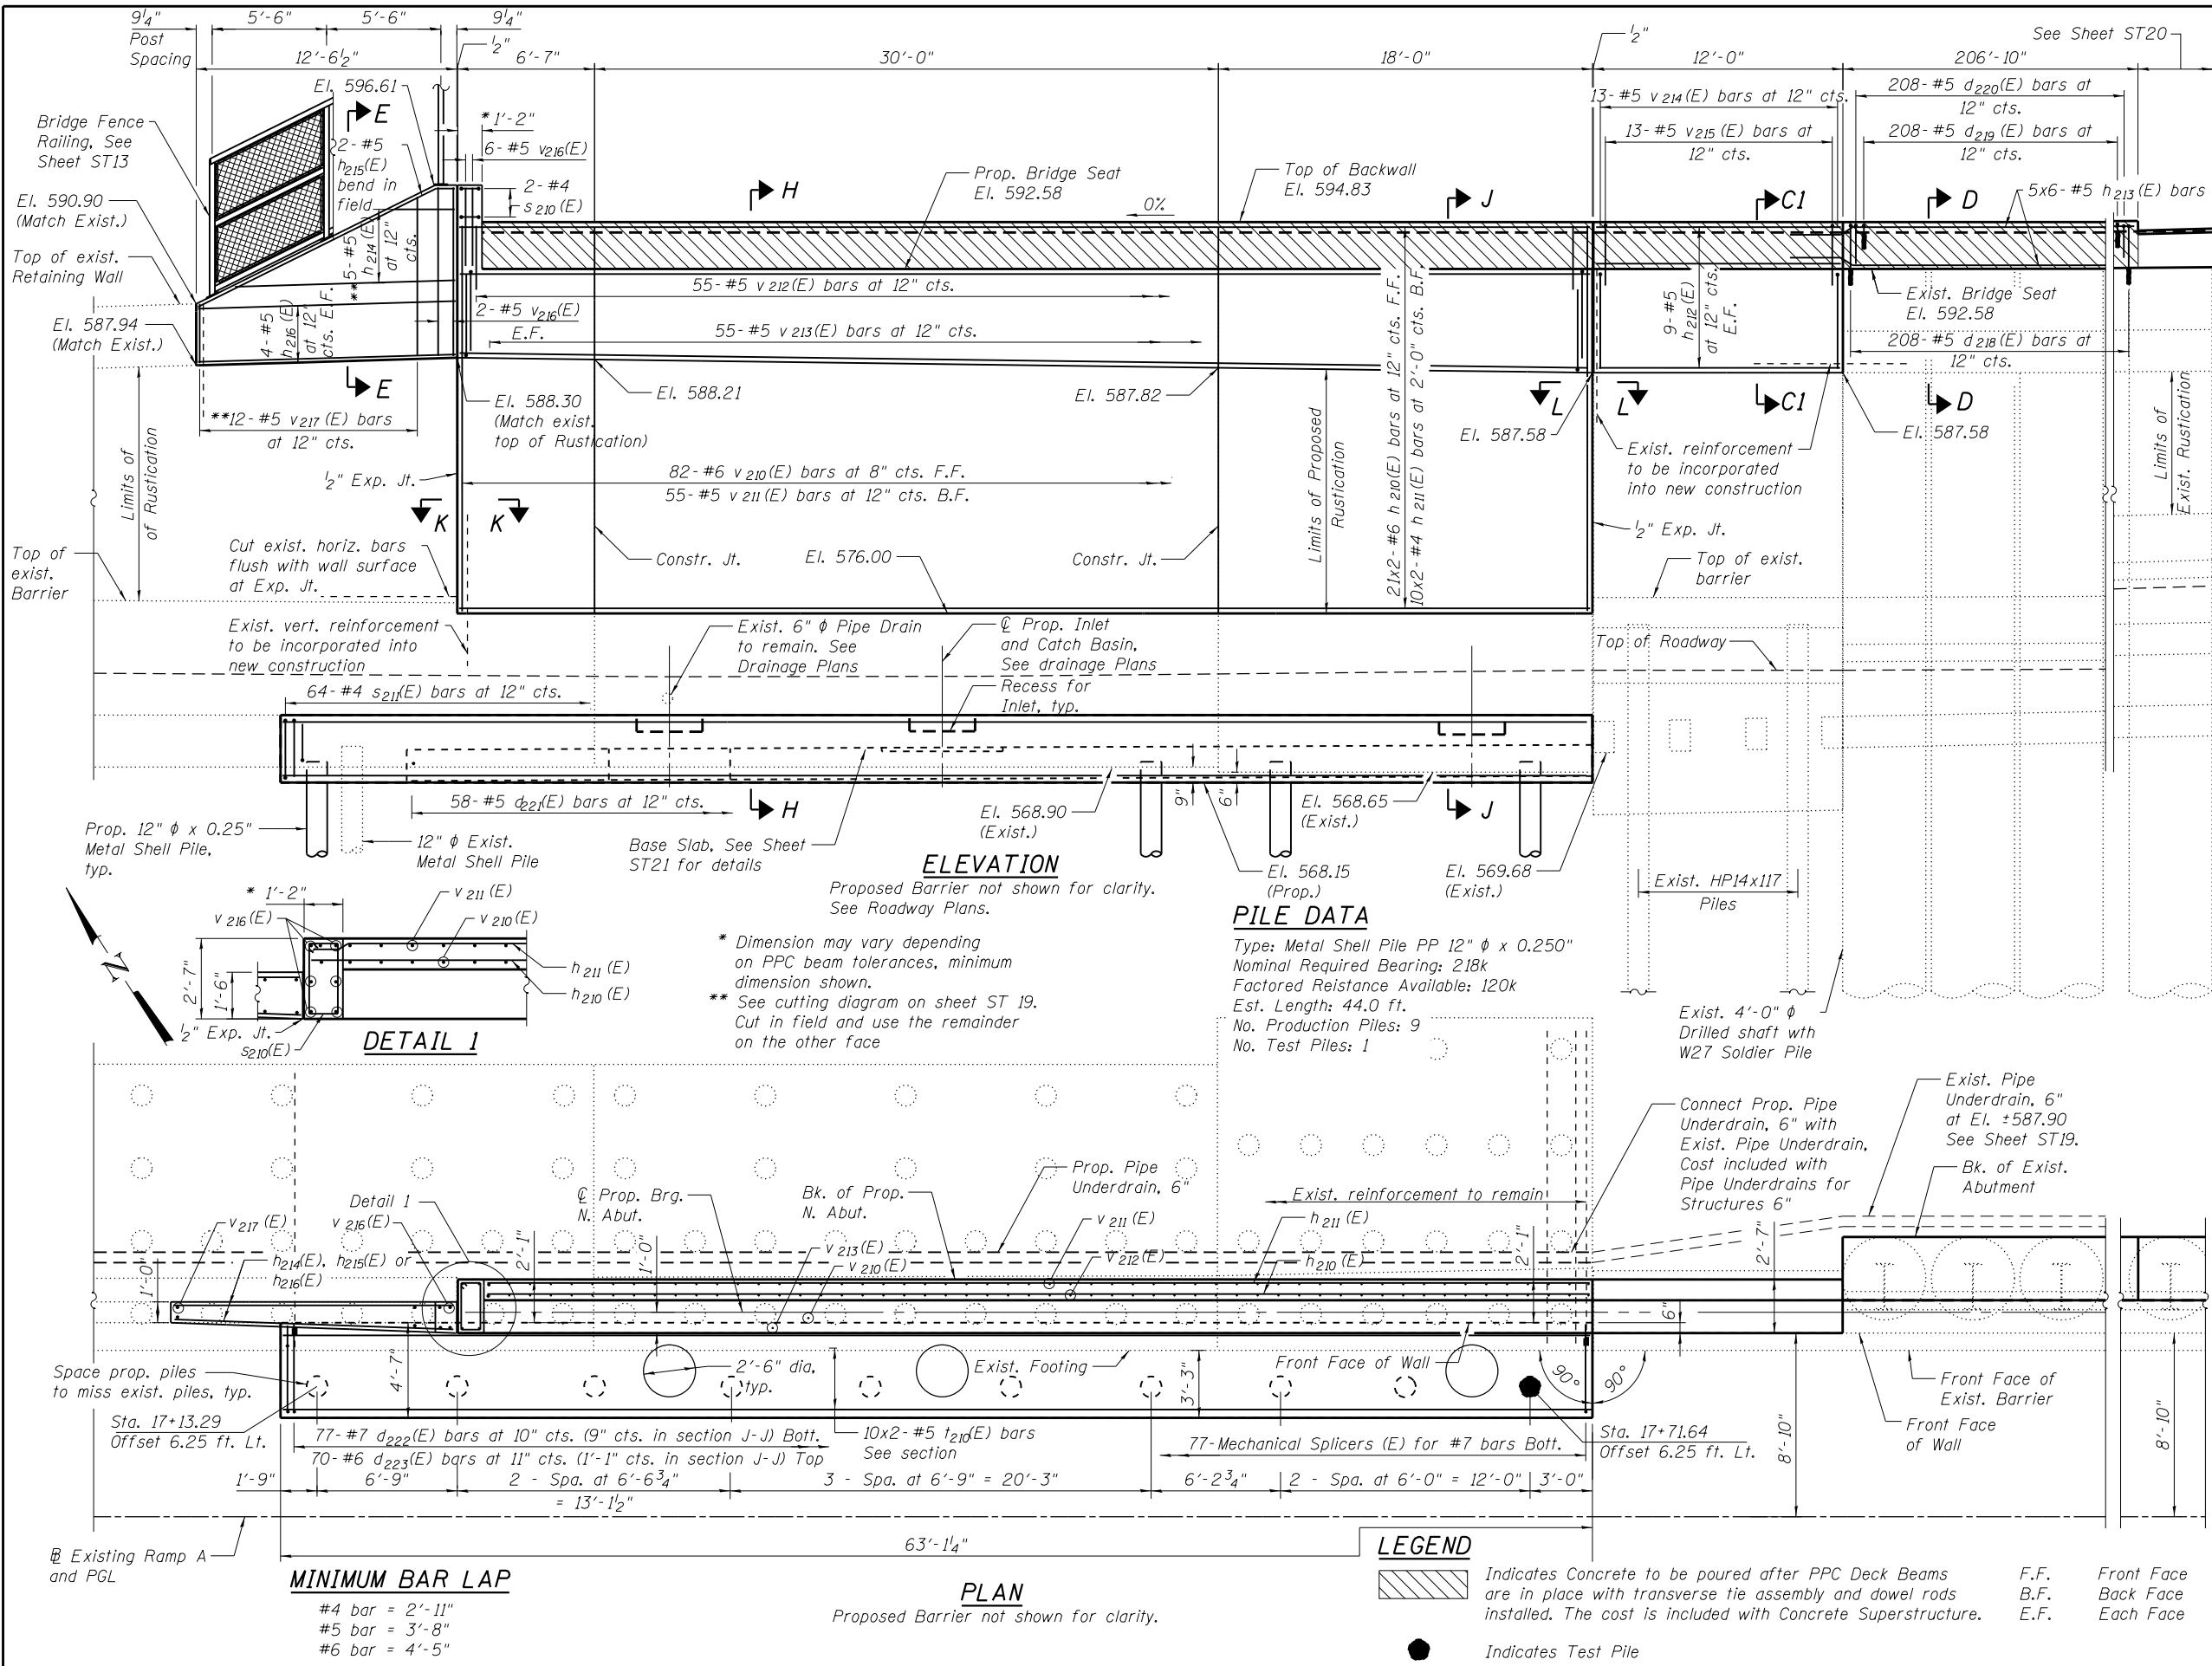 9¼"
5'-6"
5'-6"
9¼"
Post
Spacing
½"
12'-6½"
6'-7"
30'-0"
18'-0"
½"
12'-0"
206'-10"
See Sheet ST20
El. 596.61
E
Bridge Fence
Railing, See
Sheet ST13
*1'-2"
2-#5
h215(E)
bend in
field
6-#5 v216(E)
2-#4
s210(E)
H
Prop. Bridge Seat
El. 592.58
Top of Backwall
El. 594.83
0%
J
13-#5 v214(E) bars at 12" cts.
13-#5 v215(E) bars at
12" cts.
208-#5 d220(E) bars at
12" cts.
208-#5 d219(E) bars at
12" cts.
C1
D
5x6-#5 h213(E) bars
El. 590.90
(Match Exist.)
Top of exist.
Retaining Wall
El. 587.94
(Match Exist.)
**5-#5
h214(E)
at 12"
cts.
4-#5
h216(E)
at 12"
cts. E.F.
55-#5 v212(E) bars at 12" cts.
2-#5 v216(E)
E.F.
55-#5 v213(E) bars at 12" cts.
21x2-#6 h210(E) bars at 12" cts. F.F.
10x2-#4 h211(E) bars at 2'-0" cts. B.F.
9-#5
h212(E)
at 12" cts.
E.F.
Exist. Bridge Seat
El. 592.58
208-#5 d218(E) bars at
12" cts.
E
El. 588.30
(Match exist.
top of Rustication)
El. 588.21
El. 587.82
L
L
El. 587.58
C1
D
El. 587.58
**12-#5 v217(E) bars
at 12" cts.
Limits of
of Rustication
½" Exp. Jt.
82-#6 v210(E) bars at 8" cts. F.F.
55-#5 v211(E) bars at 12" cts. B.F.
Limits of Proposed
Rustication
Exist. reinforcement
to be incorporated
into new construction
Limits of
Exist. Rustication
K
K
½" Exp. Jt.
Top of
exist.
Barrier
Cut exist. horiz. bars
flush with wall surface
at Exp. Jt.
Constr. Jt.
El. 576.00
Constr. Jt.
Top of exist.
barrier
Exist. vert. reinforcement
to be incorporated into
new construction
Exist. 6" ϕ Pipe Drain
to remain. See
Drainage Plans
℄ Prop. Inlet
and Catch Basin,
See drainage Plans
Top of Roadway
64-#4 s211(E) bars at 12" cts.
Recess for
Inlet, typ.
58-#5 d221(E) bars at 12" cts.
H
El. 568.90
(Exist.)
9"
6"
El. 568.65
(Exist.)
J
Prop. 12" ϕ x 0.25"
Metal Shell Pile,
typ.
12" ϕ Exist.
Metal Shell Pile
Base Slab, See Sheet
ST21 for details
ELEVATION
Proposed Barrier not shown for clarity.
See Roadway Plans.
El. 568.15
(Prop.)
El. 569.68
(Exist.)
Exist. HP14x117
Piles
N
* 1'-2"
v211(E)
v216(E)
v210(E)
2'-7"
1'-6"
h211(E)
h210(E)
½" Exp. Jt.
s210(E)
DETAIL 1
* Dimension may vary depending
on PPC beam tolerances, minimum
dimension shown.
** See cutting diagram on sheet ST 19.
Cut in field and use the remainder
on the other face
PILE DATA
Type: Metal Shell Pile PP 12" ϕ x 0.250"
Nominal Required Bearing: 218k
Factored Reistance Available: 120k
Est. Length: 44.0 ft.
No. Production Piles: 9
No. Test Piles: 1
Exist. 4'-0" ϕ
Drilled shaft wth
W27 Soldier Pile
Connect Prop. Pipe
Underdrain, 6" with
Exist. Pipe Underdrain,
Cost included with
Pipe Underdrains for
Structures 6"
Exist. Pipe
Underdrain, 6"
at El. ±587.90
See Sheet ST19.
Bk. of Exist.
Abutment
Detail 1
v217(E)
v216(E)
h214(E), h215(E) or
h216(E)
1'-0"
℄ Prop. Brg.
N. Abut.
Bk. of Prop.
N. Abut.
Prop. Pipe
Underdrain, 6"
Exist. reinforcement to remain
v211(E)
h211(E)
v213(E)
v210(E)
v212(E)
h210(E)
2'-1"
1'-0"
2'-1"
2'-7"
6"
Space prop. piles
to miss exist. piles, typ.
4'-7"
2'-6" dia.
typ.
Exist. Footing
3'-3"
Front Face of Wall
90°
90°
Front Face of
Exist. Barrier
Front Face
of Wall
8'-10"
8'-10"
Sta. 17+13.29
Offset 6.25 ft. Lt.
77-#7 d222(E) bars at 10" cts. (9" cts. in section J-J) Bott.
70-#6 d223(E) bars at 11" cts. (1'-1" cts. in section J-J) Top
10x2-#5 t210(E) bars
See section
77-Mechanical Splicers (E) for #7 bars Bott.
Sta. 17+71.64
Offset 6.25 ft. Lt.
1'-9"
6'-9"
2 - Spa. at 6'-6¾"
= 13'-1½"
3 - Spa. at 6'-9" = 20'-3"
6'-2¾"
2 - Spa. at 6'-0" = 12'-0"
3'-0"
63'-1¼"
℄ Existing Ramp A
and PGL
MINIMUM BAR LAP
#4 bar = 2'-11"
#5 bar = 3'-8"
#6 bar = 4'-5"
PLAN
Proposed Barrier not shown for clarity.
LEGEND
Indicates Concrete to be poured after PPC Deck Beams
are in place with transverse tie assembly and dowel rods
installed. The cost is included with Concrete Superstructure.
Indicates Test Pile
F.F. Front Face
B.F. Back Face
E.F. Each Face